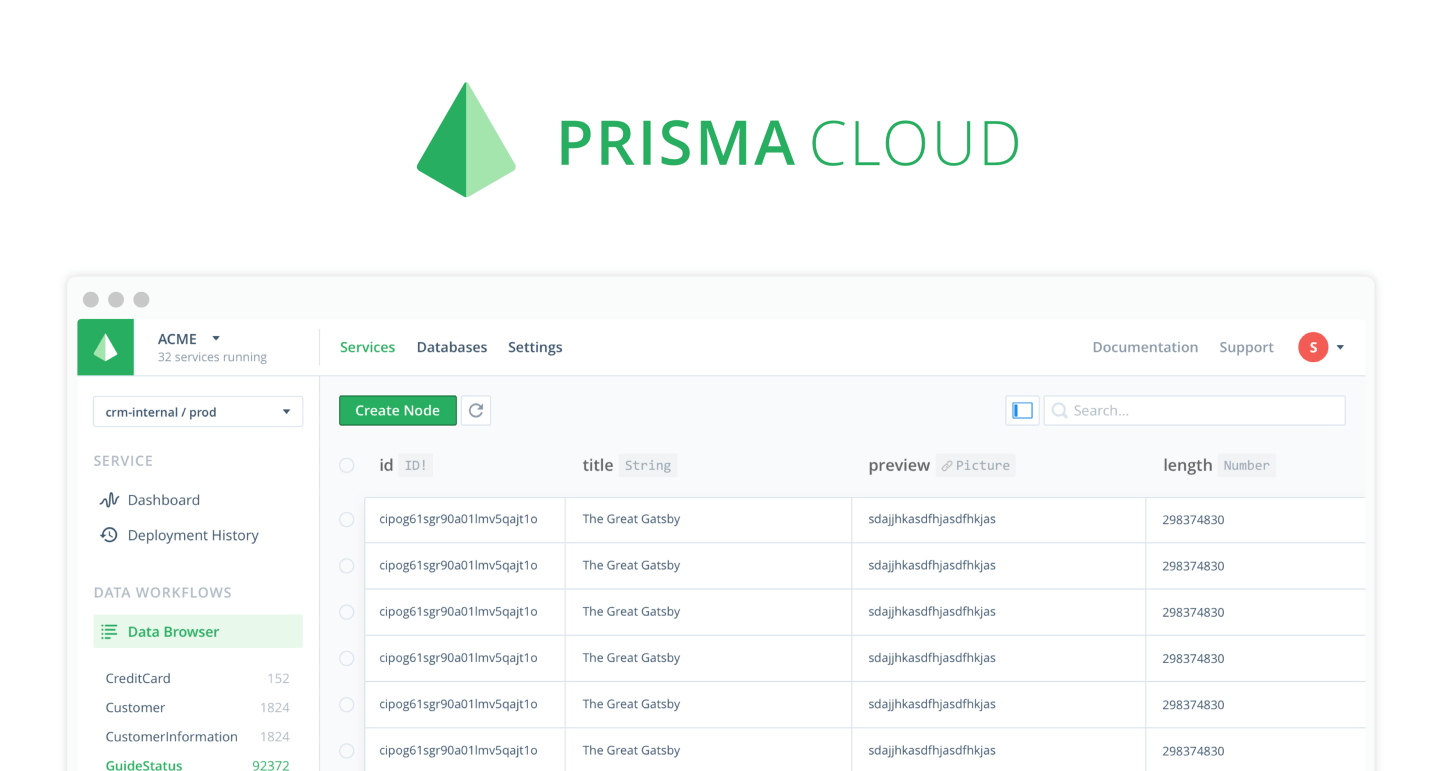 PRISMA CLOUD
ACME
32 services running
Services Databases Settings
Documentation Support S
crm-internal / prod
Create Node
Search...
SERVICE
Dashboard
Deployment History
DATA WORKFLOWS
Data Browser
CreditCard 152
Customer 1824
CustomerInformation 1824
GuideStatus 92372
id ID! title String preview Picture length Number
cipog61sgr90a01lmv5qajt1o The Great Gatsby sdajjhkasdfhjasdfhkjas 298374830
cipog61sgr90a01lmv5qajt1o The Great Gatsby sdajjhkasdfhjasdfhkjas 298374830
cipog61sgr90a01lmv5qajt1o The Great Gatsby sdajjhkasdfhjasdfhkjas 298374830
cipog61sgr90a01lmv5qajt1o The Great Gatsby sdajjhkasdfhjasdfhkjas 298374830
cipog61sgr90a01lmv5qajt1o The Great Gatsby sdajjhkasdfhjasdfhkjas 298374830
cipog61sgr90a01lmv5qajt1o The Great Gatsby sdajjhkasdfhjasdfhkjas 298374830